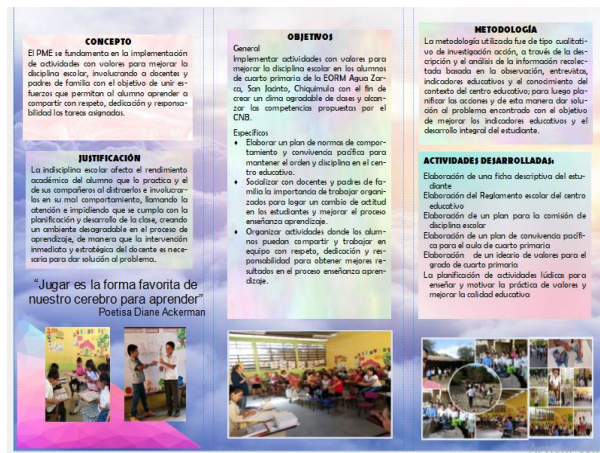 CONCEPTO
El PME se fundamenta en la implementación
de actividades con valores para mejorar la
disciplina escolar, involucrando a docentes y
padres de familia con el objetivo de unir es-
fuerzos que permitan al alumno aprender a
compartir con respeto, dedicación y responsa-
bilidad las tareas asignadas.
JUSTIFICACIÓN
La indisciplina escolar afecta el rendimiento
académico del alumno que lo practica y el
de sus compañeros al distraerlos e involucrar-
los en su mal comportamiento, llamando la
atención e impidiendo que se cumpla con la
planificación y desarrollo de la clase, creando
un ambiente desagradable en el proceso de
aprendizaje, de manera que la intervención
inmediata y estratégica del docente es nece-
saria para dar solución al problema.
“Jugar es la forma favorita de
nuestro cerebro para aprender”
Poetisa Diane Ackerman
OBJETIVOS
General
Implementar actividades con valores para
mejorar la disciplina escolar en los alumnos
de cuarto primaria de la EORM Agua Zar-
ca, San Jacinto, Chiquimula con el fin de
crear un clima agradable de clases y alcan-
zar las competencias propuestas por el
CNB.
Específicos
♦ Elaborar un plan de normas de compor-
tamiento y convivencia pacífica para
mantener el orden y disciplina en el cen-
tro educativo.
♦ Socializar con docentes y padres de fa-
milia la importancia de trabajar organi-
zados para lograr un cambio de actitud
en los estudiantes y mejorar el proceso
enseñanza aprendizaje.
♦ Organizar actividades donde los alum-
nos puedan compartir y trabajar en
equipo con respeto, dedicación y res-
ponsabilidad para obtener mejores re-
sultados en el proceso enseñanza apren-
dizaje.
METODOLOGÍA
La metodología utilizada fue de tipo cualitati-
vo de investigación acción, a través de la des-
cripción y el análisis de la información recolec-
tada basada en la observación, entrevistas,
indicadores educativos y el conocimiento del
contexto del centro educativo; para luego pla-
nificar las acciones y de esta manera dar solu-
ción al problema encontrado con el objetivo
de mejorar los indicadores educativos y el
desarrollo integral del estudiante.
ACTIVIDADES DESARROLLADAS:
Elaboración de una ficha descriptiva del estu-
diante
Elaboración del Reglamento escolar del centro
educativo
Elaboración de un plan para la comisión de
disciplina escolar
Elaboración de un plan de convivencia pacífi-
ca para el aula de cuarto primaria
Elaboración de un ideario de valores para el
grado de cuarto primaria
La planificación de actividades lúdicas para
enseñar y motivar la práctica de valores y
mejorar la calidad educativa